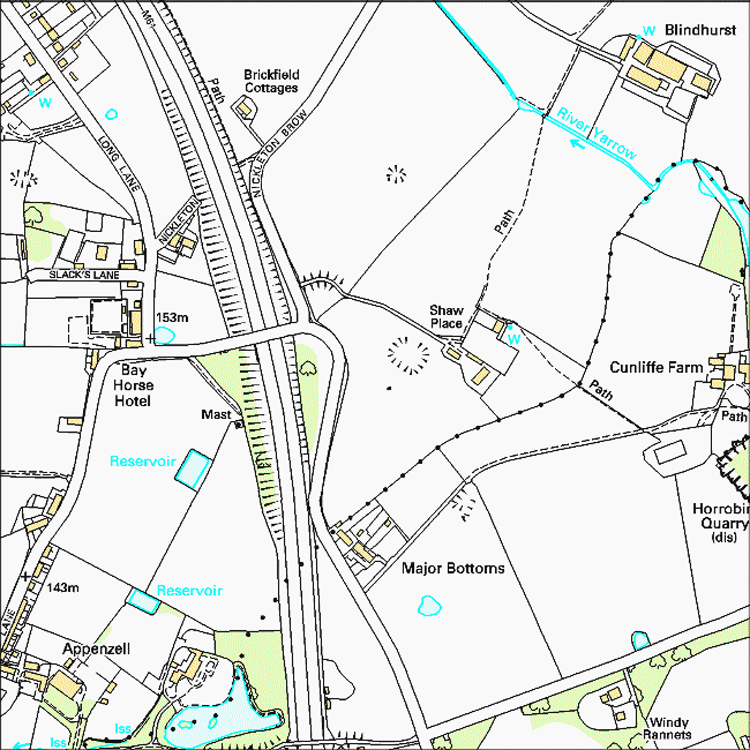 M61
Path
Brickfield
Cottages
W
Blindhurst
W
River Yarrow
LONG LANE
NICKLETON BROW
NICKLETON
Path
SLACK'S LANE
153m
Shaw
Place
W
Bay
Horse
Hotel
Cunliffe Farm
Path
Path
Mast
Reservoir
Horrobin
Quarry
(dis)
Major Bottoms
143m
Reservoir
LANE
Appenzell
Iss
Iss
Windy
Rannets